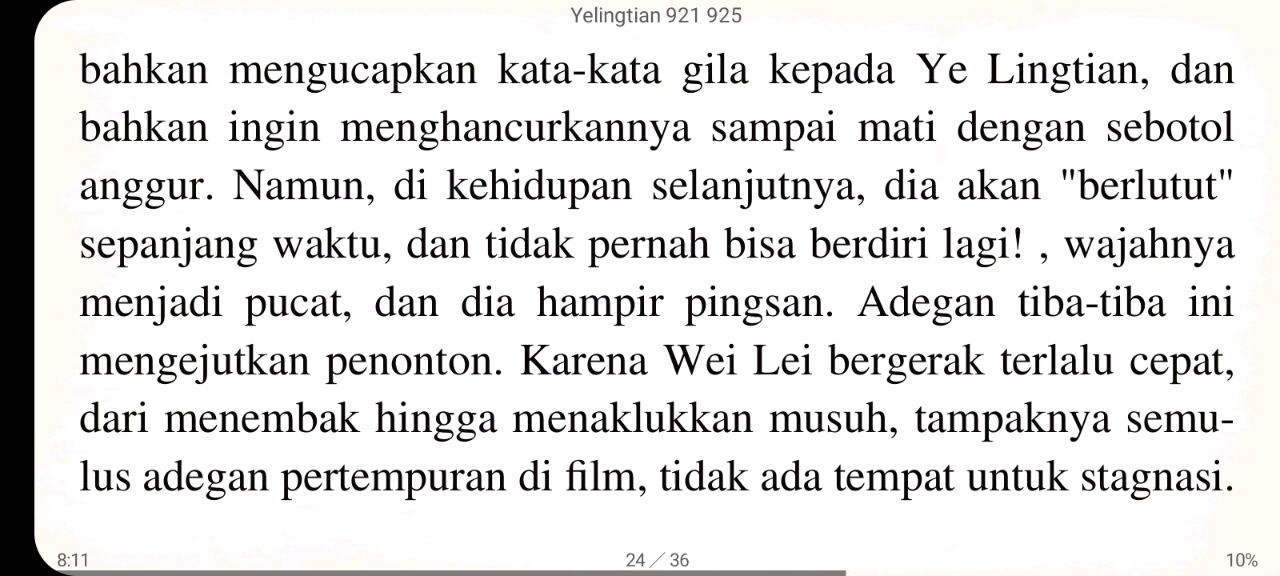 Yelingtian 921 925
bahkan mengucapkan kata-kata gila kepada Ye Lingtian, dan
bahkan ingin menghancurkannya sampai mati dengan sebotol
anggur. Namun, di kehidupan selanjutnya, dia akan "berlutut"
sepanjang waktu, dan tidak pernah bisa berdiri lagi! , wajahnya
menjadi pucat, dan dia hampir pingsan. Adegan tiba-tiba ini
mengejutkan penonton. Karena Wei Lei bergerak terlalu cepat,
dari menembak hingga menaklukkan musuh, tampaknya semu-
lus adegan pertempuran di film, tidak ada tempat untuk stagnasi.
8:11
24 / 36
10%